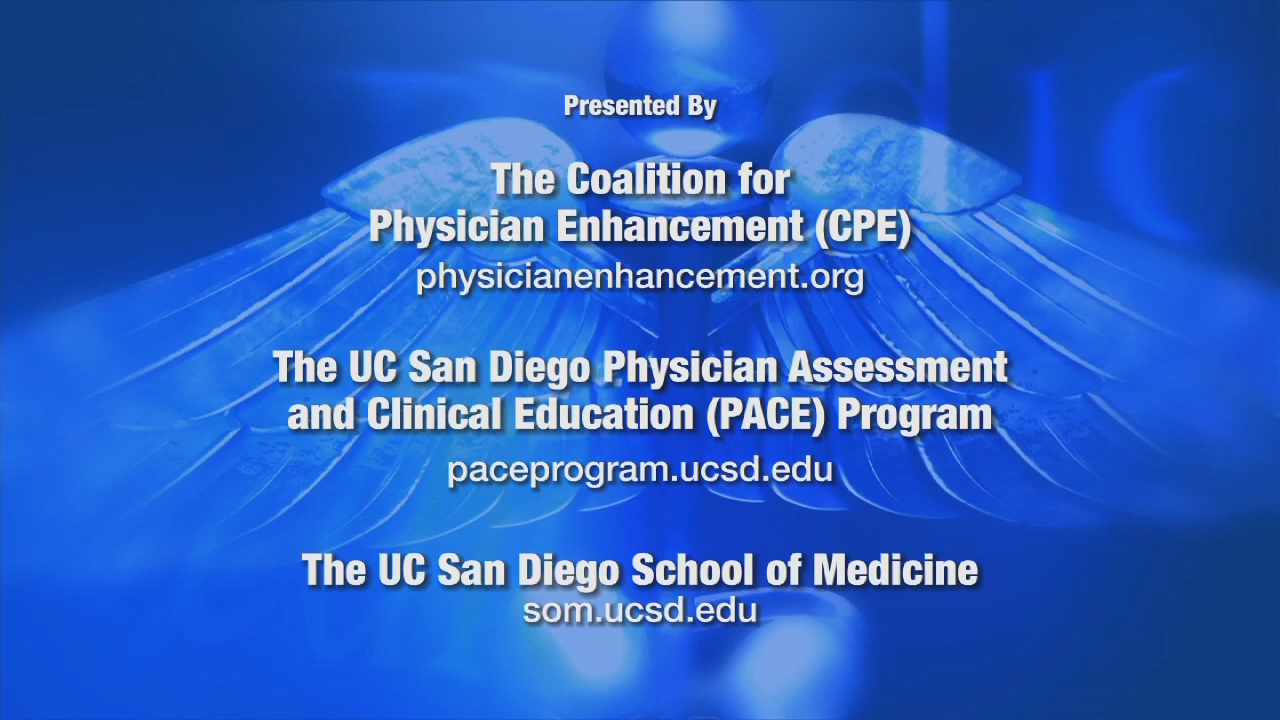 Presented By
The Coalition for
Physician Enhancement (CPE)
physicianenhancement.org
The UC San Diego Physician Assessment
and Clinical Education (PACE) Program
paceprogram.ucsd.edu
The UC San Diego School of Medicine
som.ucsd.edu